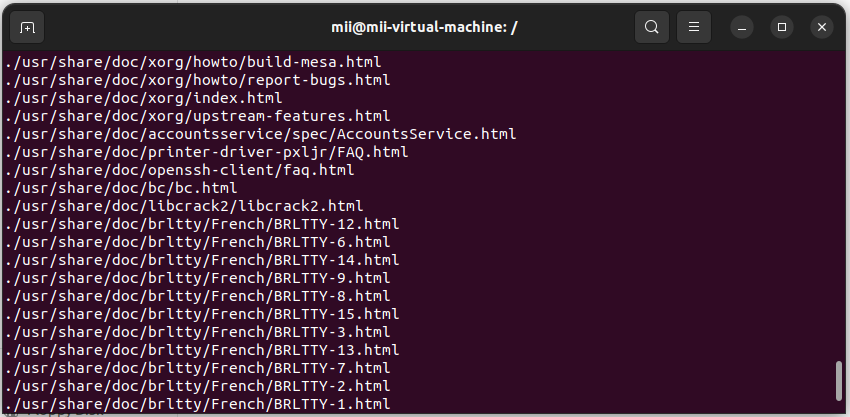 mii@mii-virtual-machine: /
./usr/share/doc/xorg/howto/build-mesa.html
./usr/share/doc/xorg/howto/report-bugs.html
./usr/share/doc/xorg/index.html
./usr/share/doc/xorg/upstream-features.html
./usr/share/doc/accountsservice/spec/AccountsService.html
./usr/share/doc/printer-driver-pxljr/FAQ.html
./usr/share/doc/openssh-client/faq.html
./usr/share/doc/bc/bc.html
./usr/share/doc/libcrack2/libcrack2.html
./usr/share/doc/brltty/French/BRLTTY-12.html
./usr/share/doc/brltty/French/BRLTTY-6.html
./usr/share/doc/brltty/French/BRLTTY-14.html
./usr/share/doc/brltty/French/BRLTTY-9.html
./usr/share/doc/brltty/French/BRLTTY-8.html
./usr/share/doc/brltty/French/BRLTTY-15.html
./usr/share/doc/brltty/French/BRLTTY-3.html
./usr/share/doc/brltty/French/BRLTTY-13.html
./usr/share/doc/brltty/French/BRLTTY-7.html
./usr/share/doc/brltty/French/BRLTTY-2.html
./usr/share/doc/brltty/French/BRLTTY-1.html